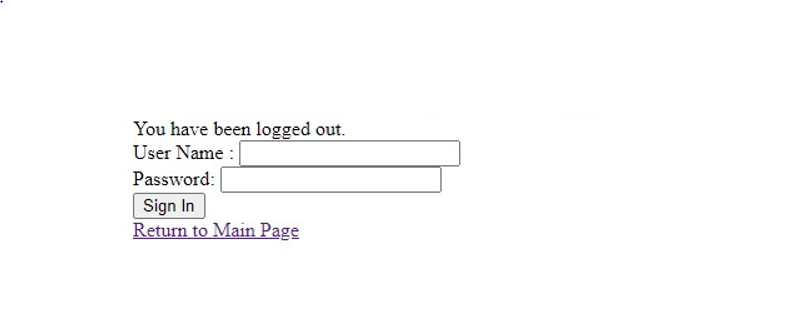 You have been logged out.
User Name :
Password:
Sign In
Return to Main Page